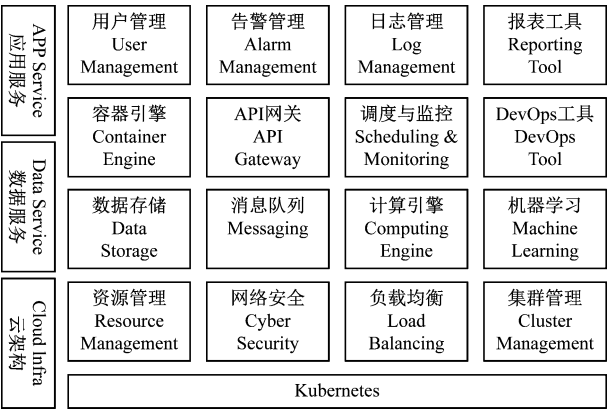 APP Service
应用服务
用户管理
User
Management
告警管理
Alarm
Management
日志管理
Log
Management
报表工具
Reporting
Tool
容器引擎
Container
Engine
API网关
API
Gateway
调度与监控
Scheduling &
Monitoring
DevOps工具
DevOps
Tool
Data Service
数据服务
数据存储
Data
Storage
消息队列
Messaging
计算引擎
Computing
Engine
机器学习
Machine
Learning
Cloud Infra
云架构
资源管理
Resource
Management
网络安全
Cyber
Security
负载均衡
Load
Balancing
集群管理
Cluster
Management
Kubernetes